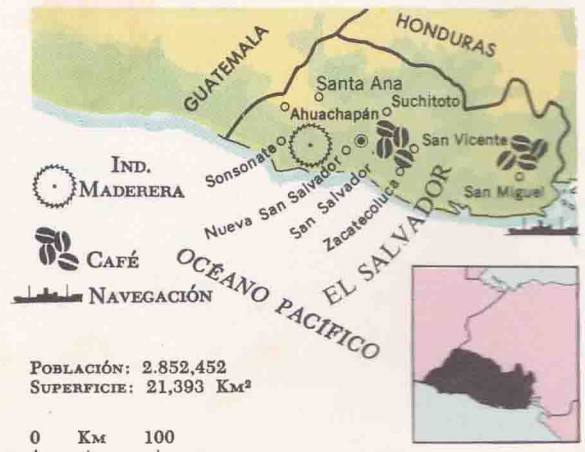 HONDURAS
GUATEMALA
Santa Ana
Ahuachapán
Suchitoto
San Vicente
Sonsonate
Nueva San Salvador
San Salvador
Zacatecoluca
San Miguel
EL SALVADOR
OCÉANO PACÍFICO
IND.
MADERERA
CAFÉ
NAVEGACIÓN
POBLACIÓN: 2.852,452
SUPERFICIE: 21,393 KM²
0 KM 100